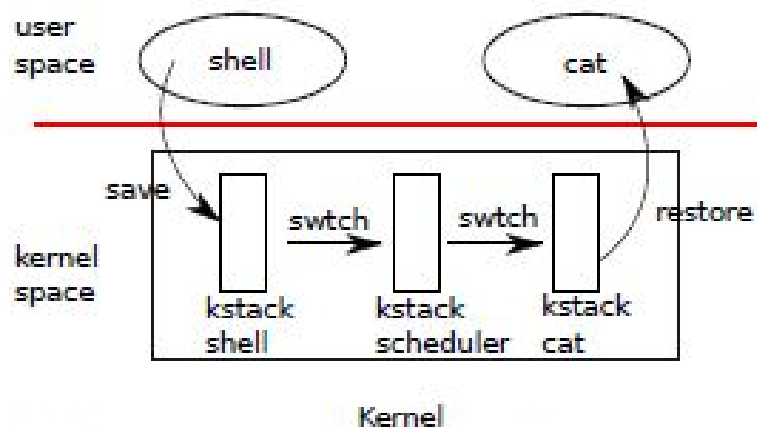 user
space
shell
cat
save
swtch
swtch
restore
kernel
space
kstack
shell
kstack
scheduler
kstack
cat
Kernel